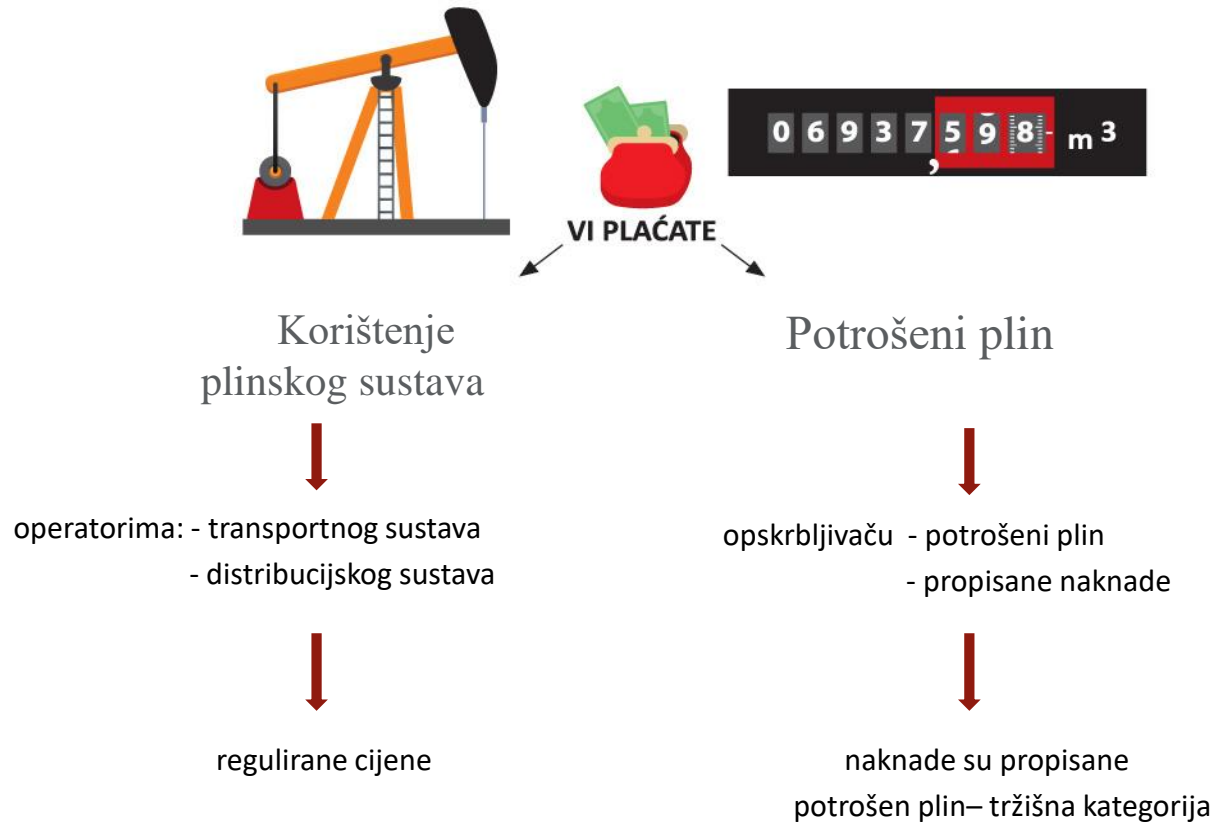 0 6 9 3 7 , 5 9 8 m 3
VI PLAĆATE
Korištenje
plinskog sustava
operatorima: - transportnog sustava
- distribucijskog sustava
regulirane cijene
Potrošeni plin
opskrbljivaču - potrošeni plin
- propisane naknade
naknade su propisane
potrošen plin– tržišna kategorija